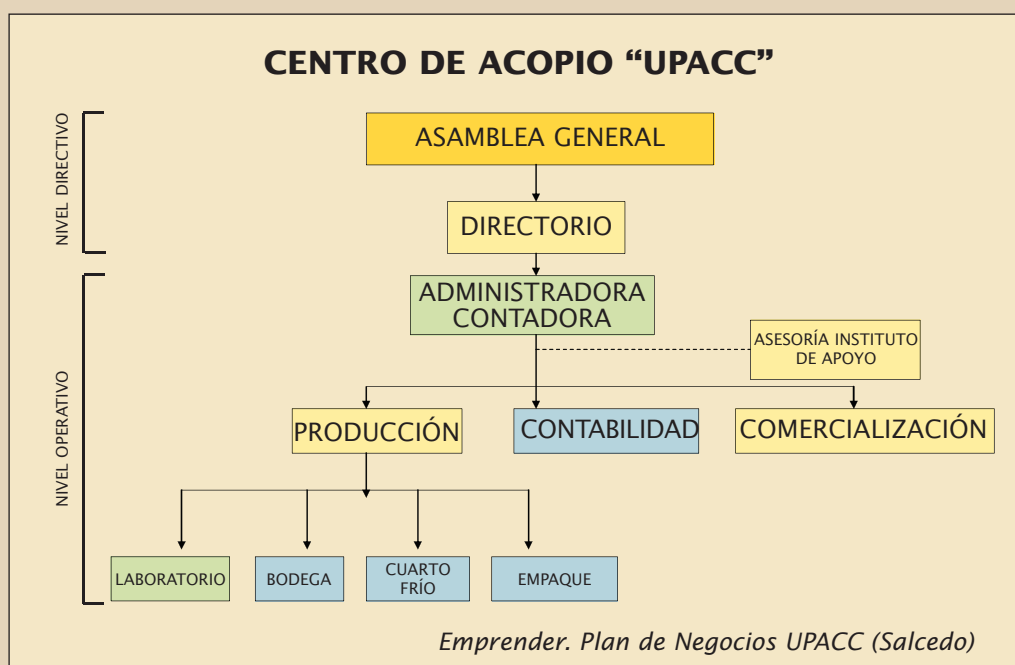 CENTRO DE ACOPIO “UPACC”
NIVEL DIRECTIVO
ASAMBLEA GENERAL
DIRECTORIO
NIVEL OPERATIVO
ADMINISTRADORA
CONTADORA
ASESORÍA INSTITUTO
DE APOYO
PRODUCCIÓN
CONTABILIDAD
COMERCIALIZACIÓN
LABORATORIO
BODEGA
CUARTO
FRÍO
EMPAQUE
Emprender. Plan de Negocios UPACC (Salcedo)